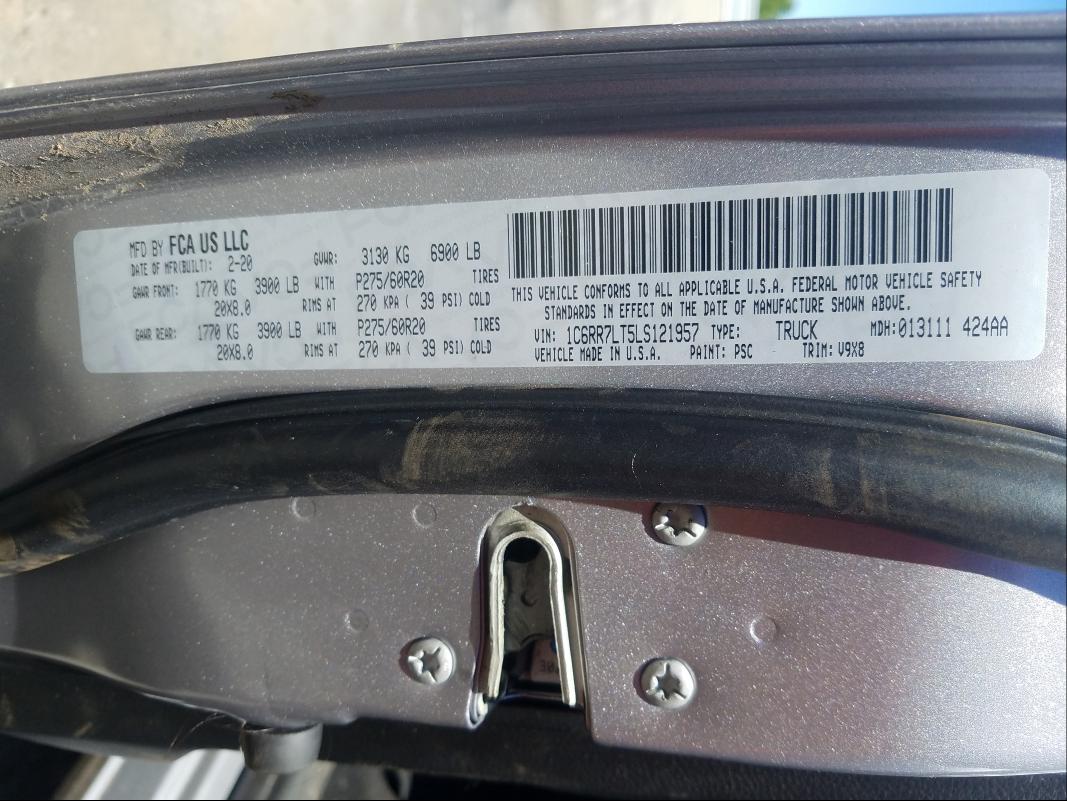 MFD BY FCA US LLC
DATE OF MFR(BUILT): 2-20 GVWR: 3130 KG 6900 LB
GAWR FRONT: 1770 KG 3900 LB WITH P275/60R20 TIRES
20X8.0 RIMS AT 270 KPA ( 39 PSI) COLD
GAWR REAR: 1770 KG 3900 LB WITH P275/60R20 TIRES
20X8.0 RIMS AT 270 KPA ( 39 PSI) COLD
THIS VEHICLE CONFORMS TO ALL APPLICABLE U.S.A. FEDERAL MOTOR VEHICLE SAFETY
STANDARDS IN EFFECT ON THE DATE OF MANUFACTURE SHOWN ABOVE.
VIN: 1C6RR7LT5LS121957 TYPE: TRUCK MDH: 013111 424AA
VEHICLE MADE IN U.S.A. PAINT: PSC TRIM: V9X8